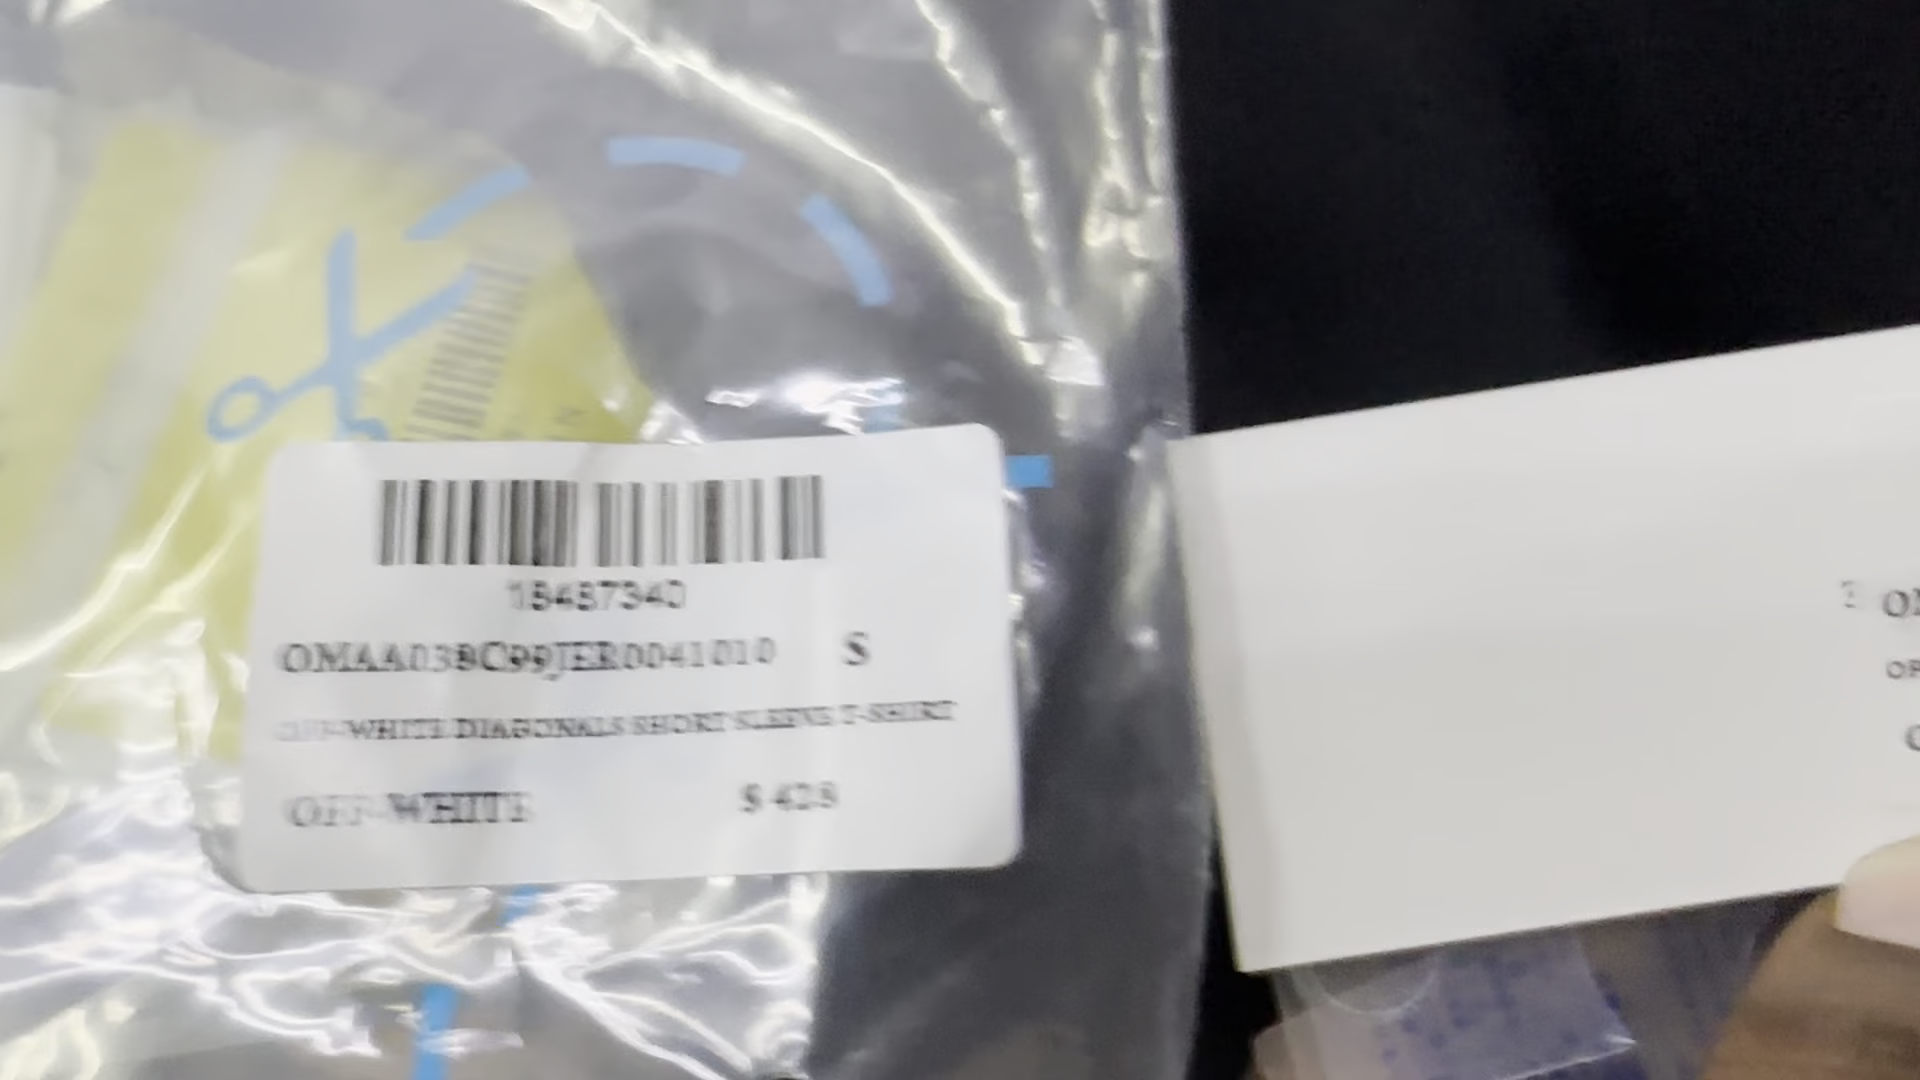 18487340
OMAA038C99JER0041010 S
OFF-WHITE DIAGONALS SHORT SLEEVE T-SHIRT
OFF-WHITE $ 428